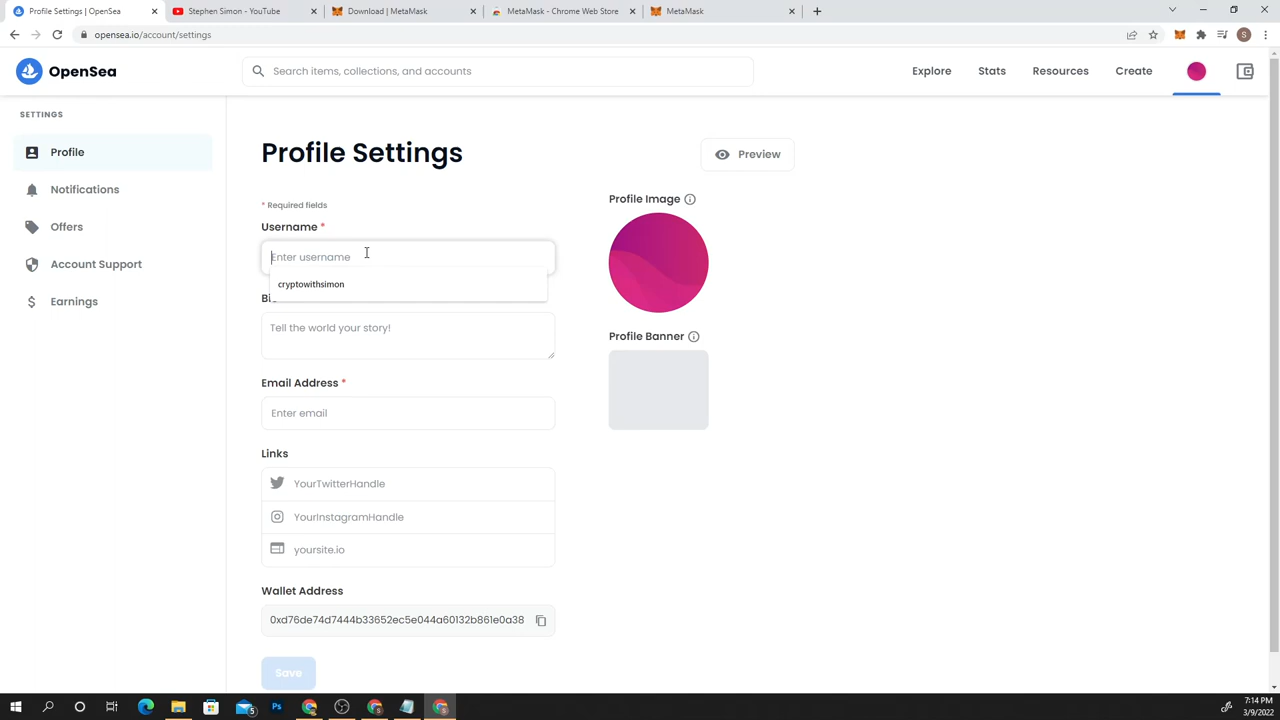 Profile Settings | OpenSea
Stephen Simon - YouTube
Download | MetaMask
MetaMask - Chrome Web Store
MetaMask
opensea.io/account/settings
S
OpenSea
Search items, collections, and accounts
Explore
Stats
Resources
Create
SETTINGS
Profile
Notifications
Offers
Account Support
Earnings
Profile Settings
Preview
* Required fields
Username *
Enter username
cryptowithsimon
Bi
Tell the world your story!
Email Address *
Enter email
Links
YourTwitterHandle
YourInstagramHandle
yoursite.io
Wallet Address
0xd76de74d7444b33652ec5e044a60132b861e0a38
Save
Profile Image
Profile Banner
Ps
5
7:14 PM
3/9/2022